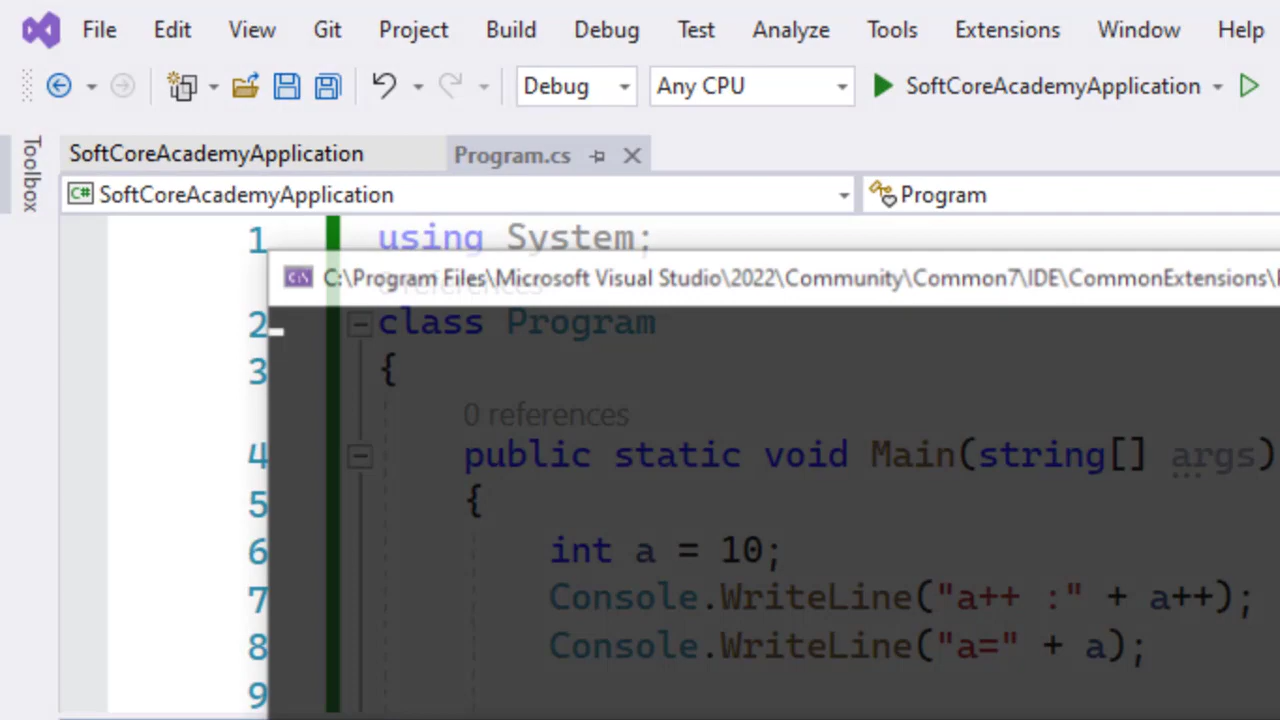 File Edit View Git Project Build Debug Test Analyze Tools Extensions Window Help
Debug Any CPU SoftCoreAcademyApplication
Toolbox
SoftCoreAcademyApplication Program.cs
C# SoftCoreAcademyApplication Program
1 using System;
C:\Program Files\Microsoft Visual Studio\2022\Community\Common7\IDE\CommonExtensions\
2 class Program
3 {
0 references
4 public static void Main(string[] args)
5 {
6 int a = 10;
7 Console.WriteLine("a++ :" + a++);
8 Console.WriteLine("a=" + a);
9